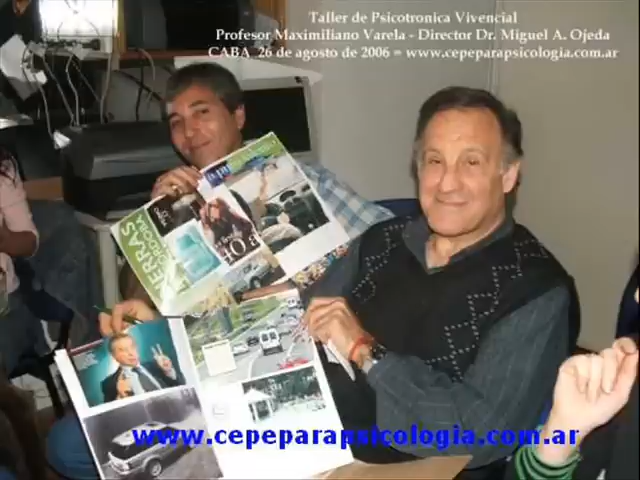 Taller de Psicotronica Vivencial
Profesor Maximiliano Varela - Director Dr. Miguel A. Ojeda
CABA 26 de agosto de 2006 = www.cepeparapsicologia.com.ar
www.cepeparapsicologia.com.ar